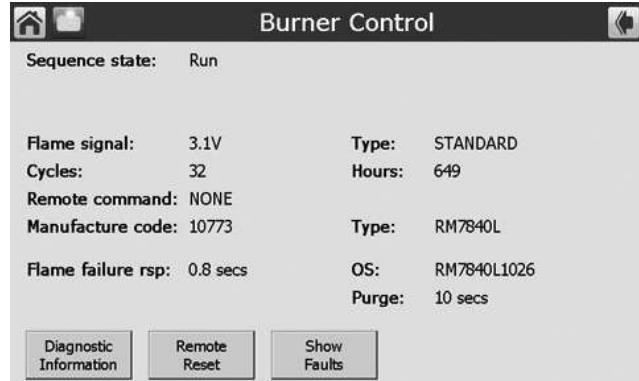 Burner Control
Sequence state: Run
Flame signal: 3.1V Type: STANDARD
Cycles: 32 Hours: 649
Remote command: NONE
Manufacture code: 10773 Type: RM7840L
Flame failure rsp: 0.8 secs OS: RM7840L1026
Purge: 10 secs
Diagnostic Information
Remote Reset
Show Faults